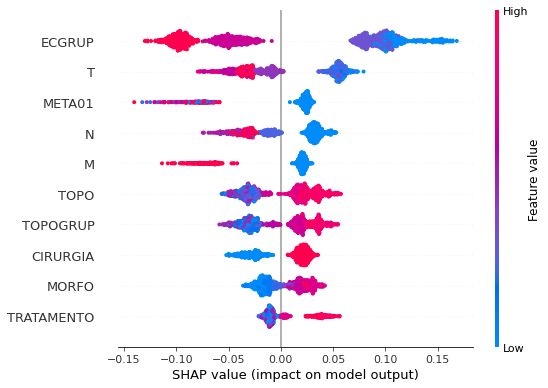 High
ECGRUP
T
META01
N
M
TOPO
TOPOGRUP
CIRURGIA
MORFO
TRATAMENTO
Feature value
Low
−0.15 −0.10 −0.05 0.00 0.05 0.10 0.15
SHAP value (impact on model output)